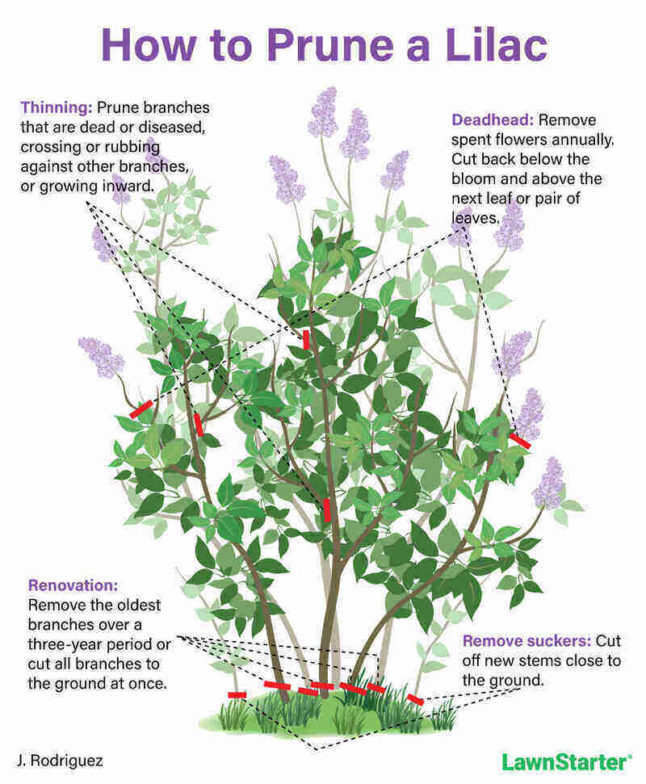 How to Prune a Lilac
Thinning: Prune branches
that are dead or diseased,
crossing or rubbing
against other branches,
or growing inward.
Deadhead: Remove
spent flowers annually.
Cut back below the
bloom and above the
next leaf or pair of
leaves.
Renovation:
Remove the oldest
branches over a
three-year period or
cut all branches to
the ground at once.
Remove suckers: Cut
off new stems close to
the ground.
J. Rodriguez
LawnStarter